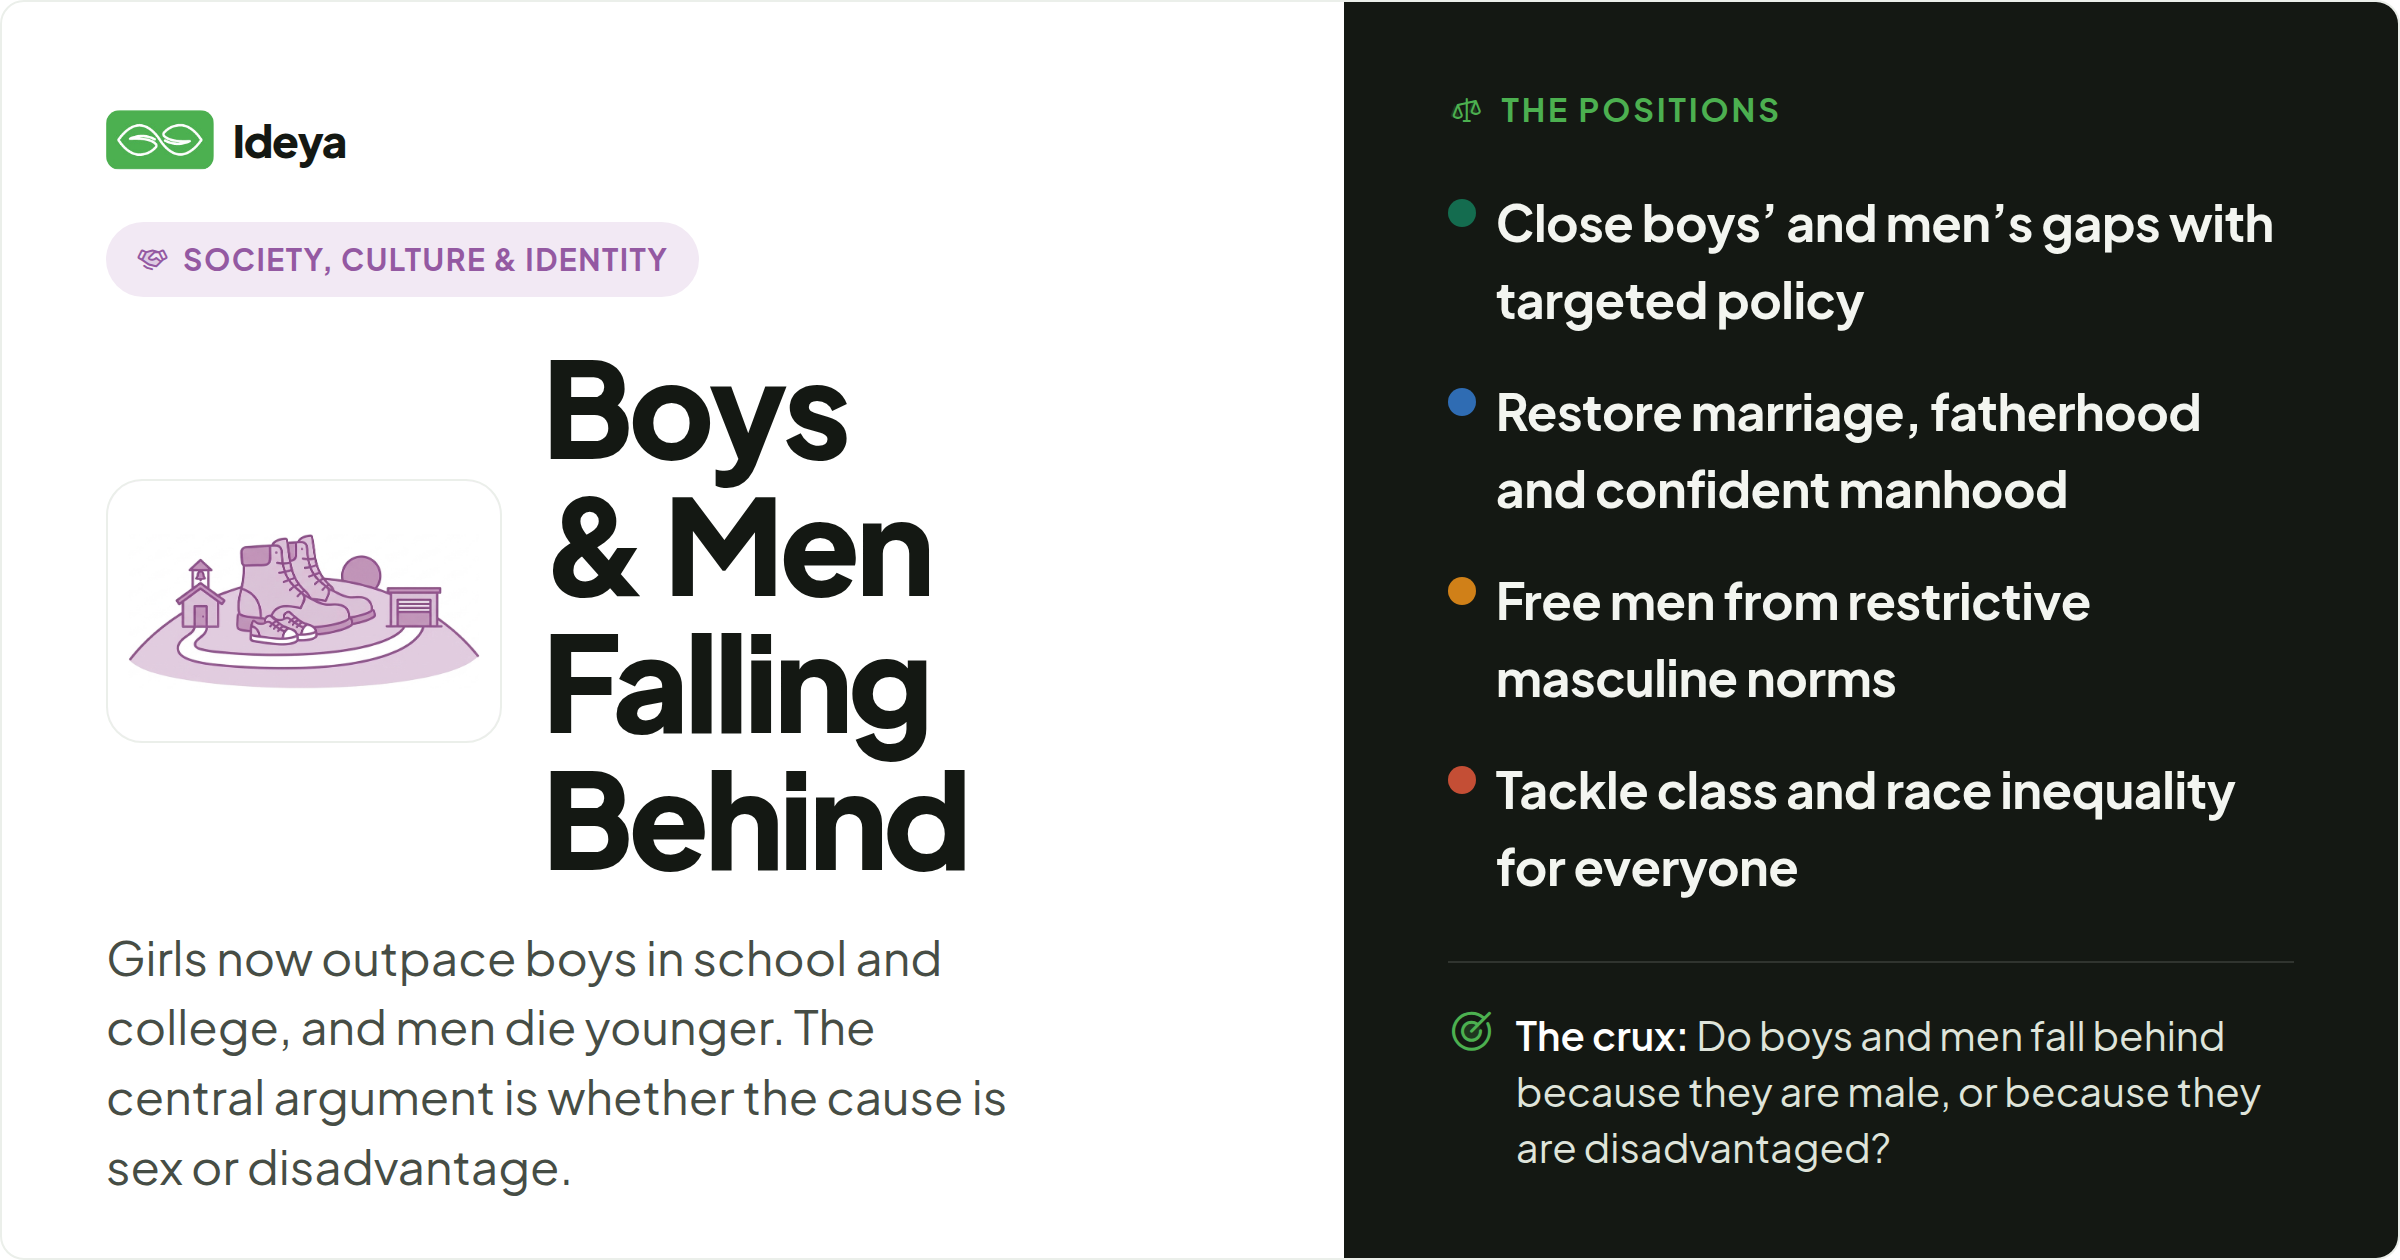 Ideya
SOCIETY, CULTURE & IDENTITY
Boys
& Men
Falling
Behind
Girls now outpace boys in school and
college, and men die younger. The
central argument is whether the cause is
sex or disadvantage.
THE POSITIONS
Close boys’ and men’s gaps with
targeted policy
Restore marriage, fatherhood
and confident manhood
Free men from restrictive
masculine norms
Tackle class and race inequality
for everyone
The crux: Do boys and men fall behind
because they are male, or because they
are disadvantaged?